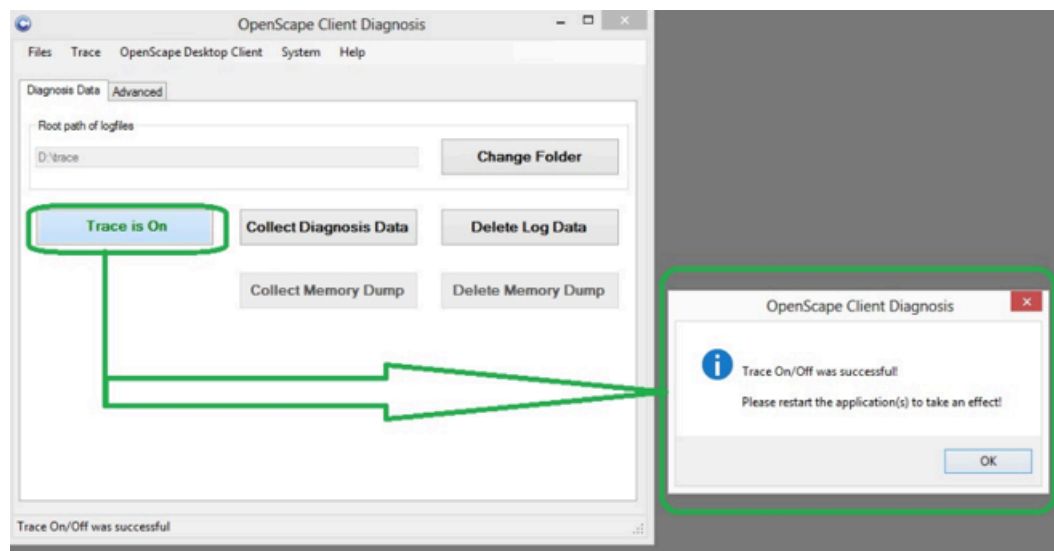 OpenScape Client Diagnosis
Files Trace OpenScape Desktop Client System Help
Diagnosis Data Advanced
Root path of logfiles
D:\trace
Change Folder
Trace is On
Collect Diagnosis Data
Delete Log Data
Collect Memory Dump
Delete Memory Dump
OpenScape Client Diagnosis
Trace On/Off was successful!
Please restart the application(s) to take an effect!
OK
Trace On/Off was successful